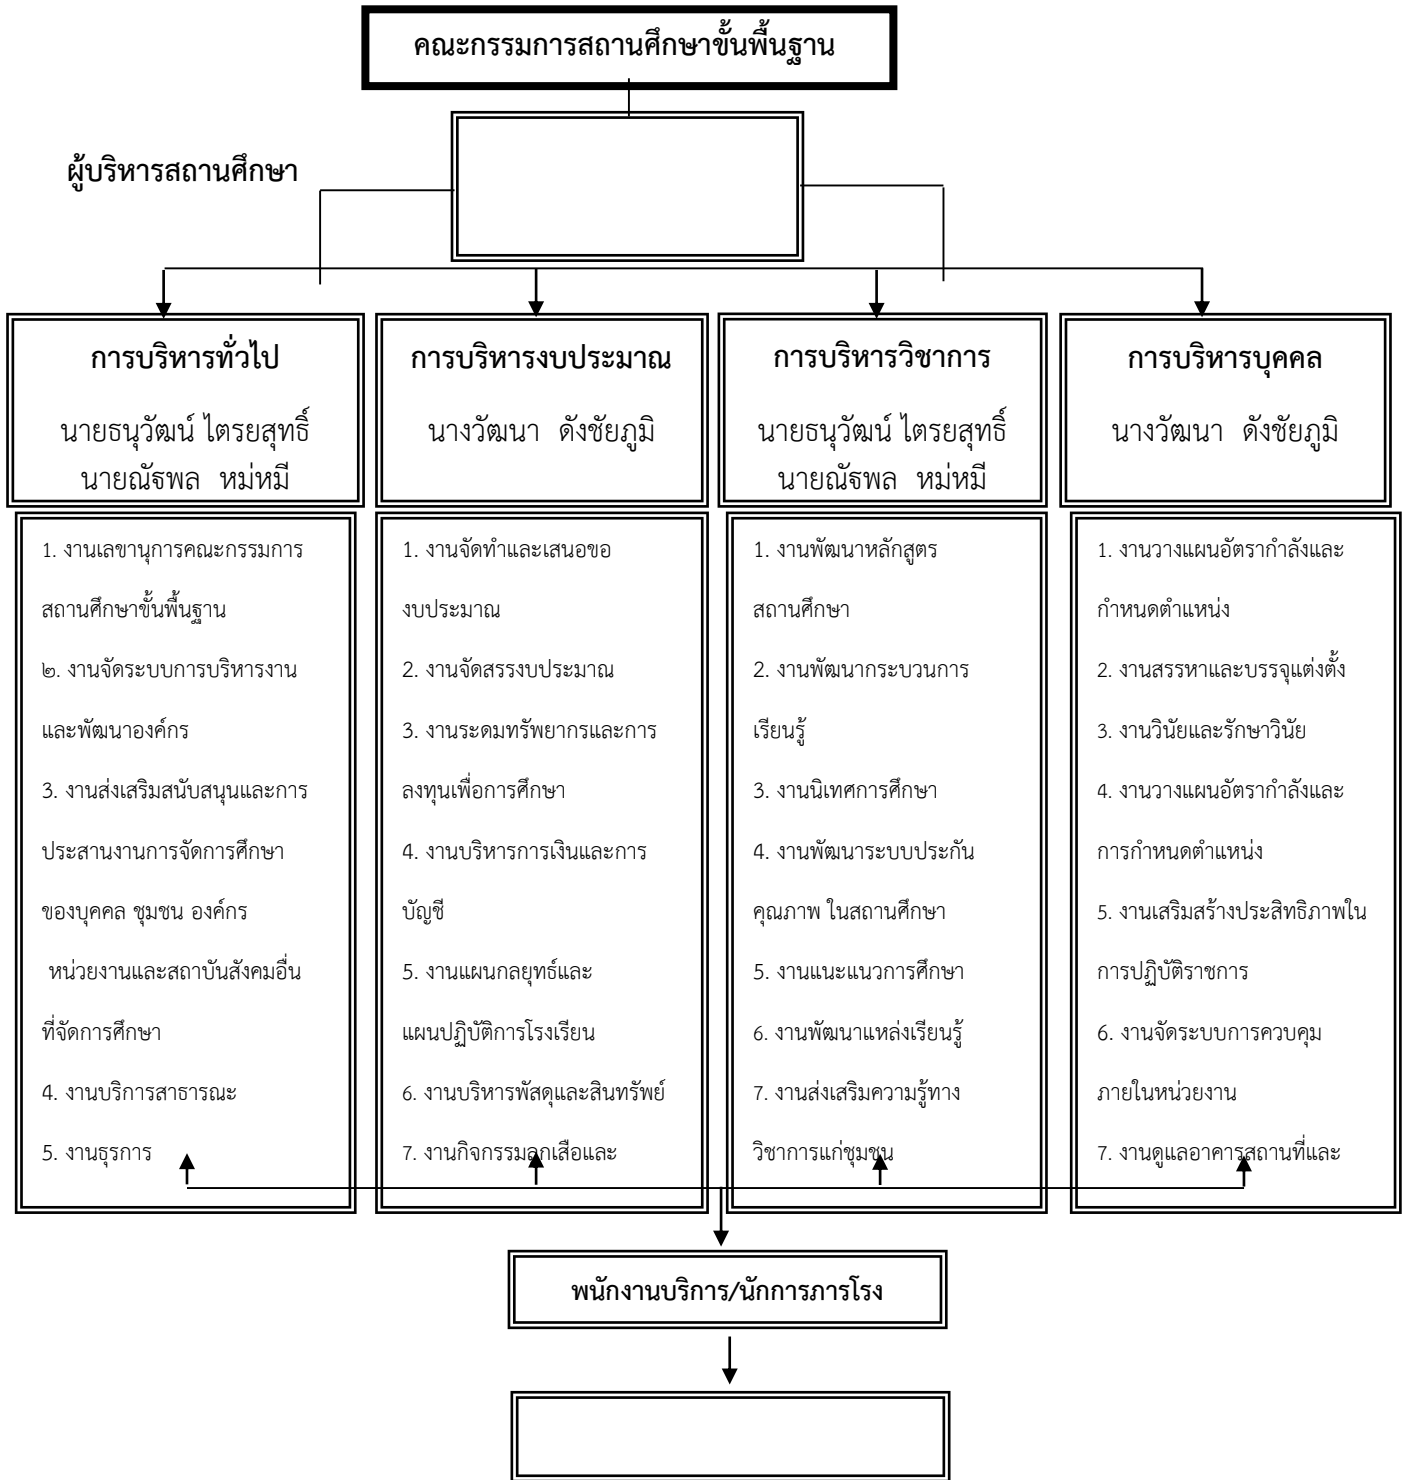 คณะกรรมการสถานศึกษาขั้นพื้นฐาน
ผู้บริหารสถานศึกษา
การบริหารทั่วไป
นายธนุวัฒน์ ไตรยสุทธิ์
นายณัรพล หม่หมี
การบริหารงบประมาณ
นางวัฒนา ดังชัยภูมิ
การบริหารวิชาการ
นายธนุวัฒน์ ไตรยสุทธิ์
นายณัรพล หม่หมี
การบริหารบุคคล
นางวัฒนา ดังชัยภูมิ
1. งานเลขานุการคณะกรรมการ
สถานศึกษาขั้นพื้นฐาน
๒. งานจัดระบบการบริหารงาน
และพัฒนาองค์กร
3. งานส่งเสริมสนับสนุนและการ
ประสานงานการจัดการศึกษา
ของบุคคล ชุมชน องค์กร
หน่วยงานและสถาบันสังคมอื่น
ที่จัดการศึกษา
4. งานบริการสาธารณะ
5. งานธุรการ
1. งานจัดทำและเสนอขอ
งบประมาณ
2. งานจัดสรรงบประมาณ
3. งานระดมทรัพยากรและการ
ลงทุนเพื่อการศึกษา
4. งานบริหารการเงินและการ
บัญชี
5. งานแผนกลยุทธ์และ
แผนปฏิบัติการโรงเรียน
6. งานบริหารพัสดุและสินทรัพย์
7. งานกิจกรรมลูกเสือและ
1. งานพัฒนาหลักสูตร
สถานศึกษา
2. งานพัฒนากระบวนการ
เรียนรู้
3. งานนิเทศการศึกษา
4. งานพัฒนาระบบประกัน
คุณภาพ ในสถานศึกษา
5. งานแนะแนวการศึกษา
6. งานพัฒนาแหล่งเรียนรู้
7. งานส่งเสริมความรู้ทาง
วิชาการแก่ชุมชน
1. งานวางแผนอัตรากำลังและ
กำหนดตำแหน่ง
2. งานสรรหาและบรรจุแต่งตั้ง
3. งานวินัยและรักษาวินัย
4. งานวางแผนอัตรากำลังและ
การกำหนดตำแหน่ง
5. งานเสริมสร้างประสิทธิภาพใน
การปฏิบัติราชการ
6. งานจัดระบบการควบคุม
ภายในหน่วยงาน
7. งานดูแลอาคารสถานที่และ
พนักงานบริการ/นักการภารโรง